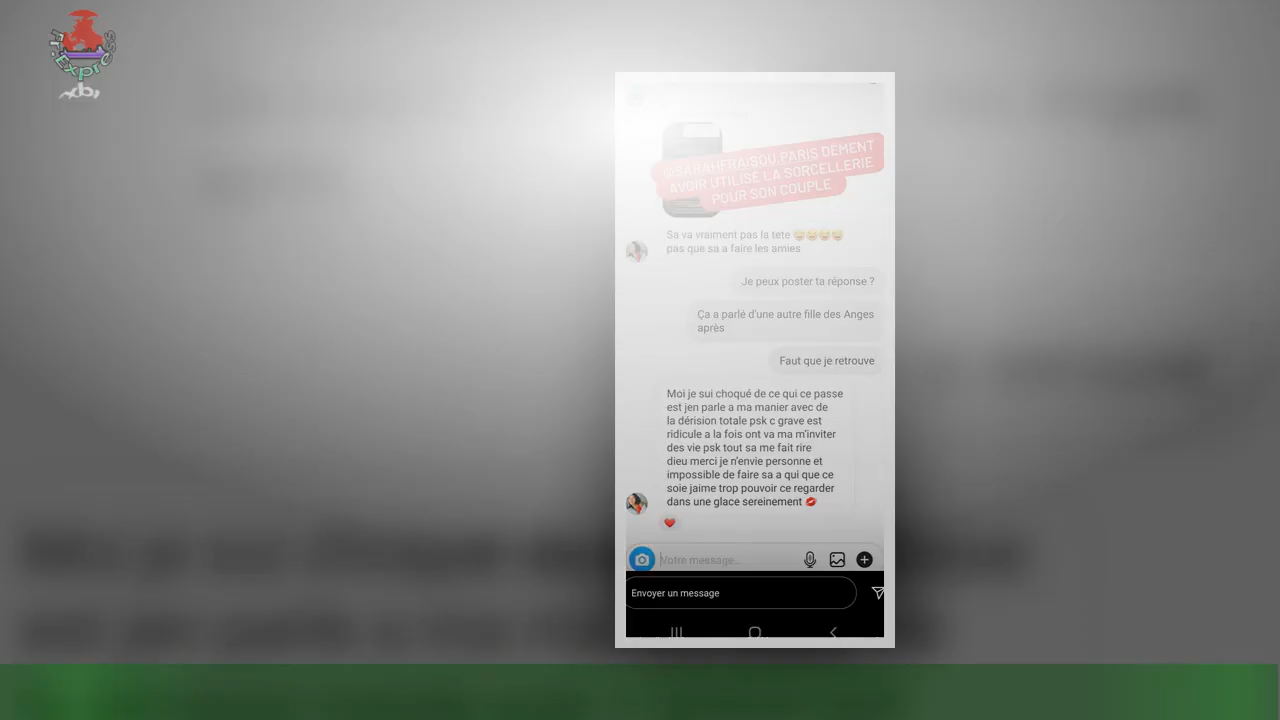 Fr.Express
@SARAHFRAISOU.PARIS DEMENT
AVOIR UTILISÉ LA SORCELLERIE
POUR SON COUPLE
Sa va vraiment pas la tete 😂😂😂😂
pas que sa a faire les amies
Je peux poster ta réponse ?
Ça a parlé d'une autre fille des Anges
après
Faut que je retrouve
Moi je sui choqué de ce qui ce passe
est jen parle a ma manier avec de
la dérision totale psk c grave est
ridicule a la fois ont va ma m'inviter
des vie psk tout sa me fait rire
dieu merci je n'envie personne et
impossible de faire sa a qui que ce
soie jaime trop pouvoir ce regarder
dans une glace sereinement 💋
❤️
Votre message...
Envoyer un message